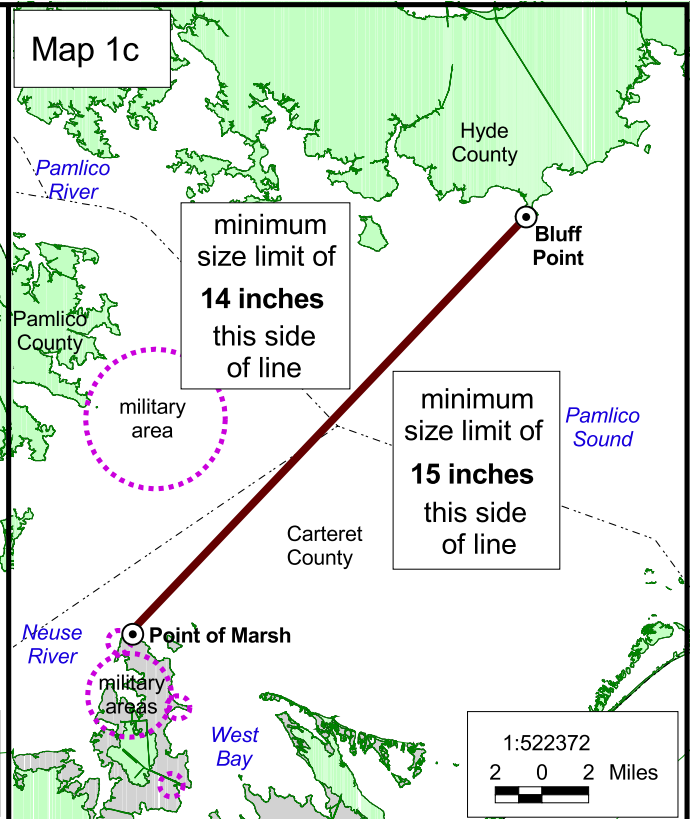 Map 1c
Hyde
County
Pamlico
River
minimum
size limit of
14 inches
this side
of line
Bluff
Point
Pamlico
County
military
area
minimum
size limit of
15 inches
this side
of line
Pamlico
Sound
Carteret
County
Neuse
River
Point of Marsh
military
areas
West
Bay
1:522372
2 0 2 Miles